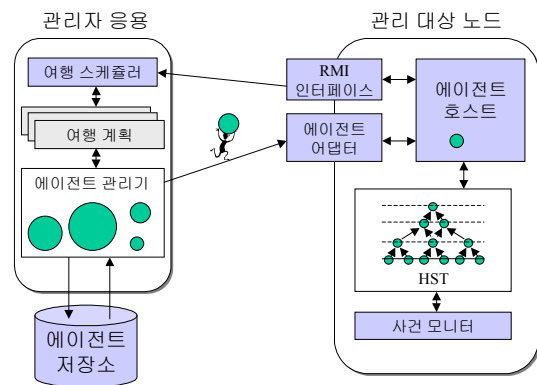 관리자 응용
여행 스케쥴러
여행 계획
에이전트 관리기
에이전트
저장소
관리 대상 노드
RMI
인터페이스
에이전트
어댑터
에이전트
호스트
HST
사건 모니터